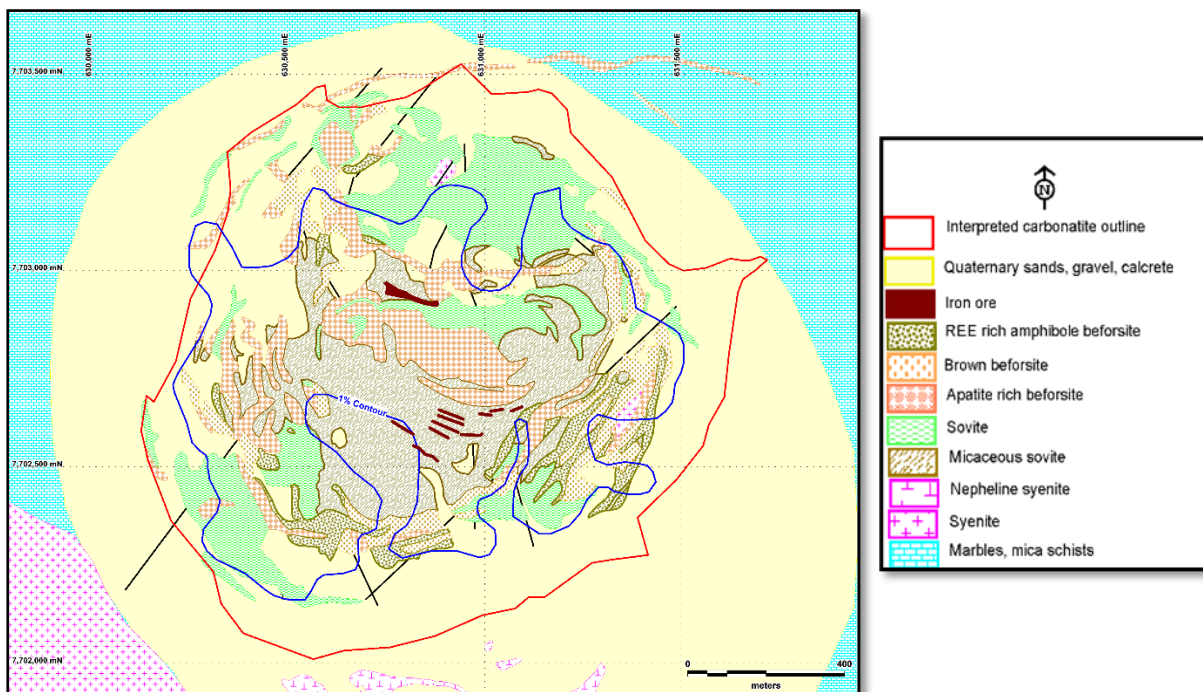 630,000 mE
630,500 mE
631,000 mE
631,500 mE
7,703,500 mN
7,703,000 mN
1% Contour
7,702,500 mN
7,702,000 mN
0
400
meters
N
Interpreted carbonatite outline
Quaternary sands, gravel, calcrete
Iron ore
REE rich amphibole beforsite
Brown beforsite
Apatite rich beforsite
Sovite
Micaceous sovite
Nepheline syenite
Syenite
Marbles, mica schists